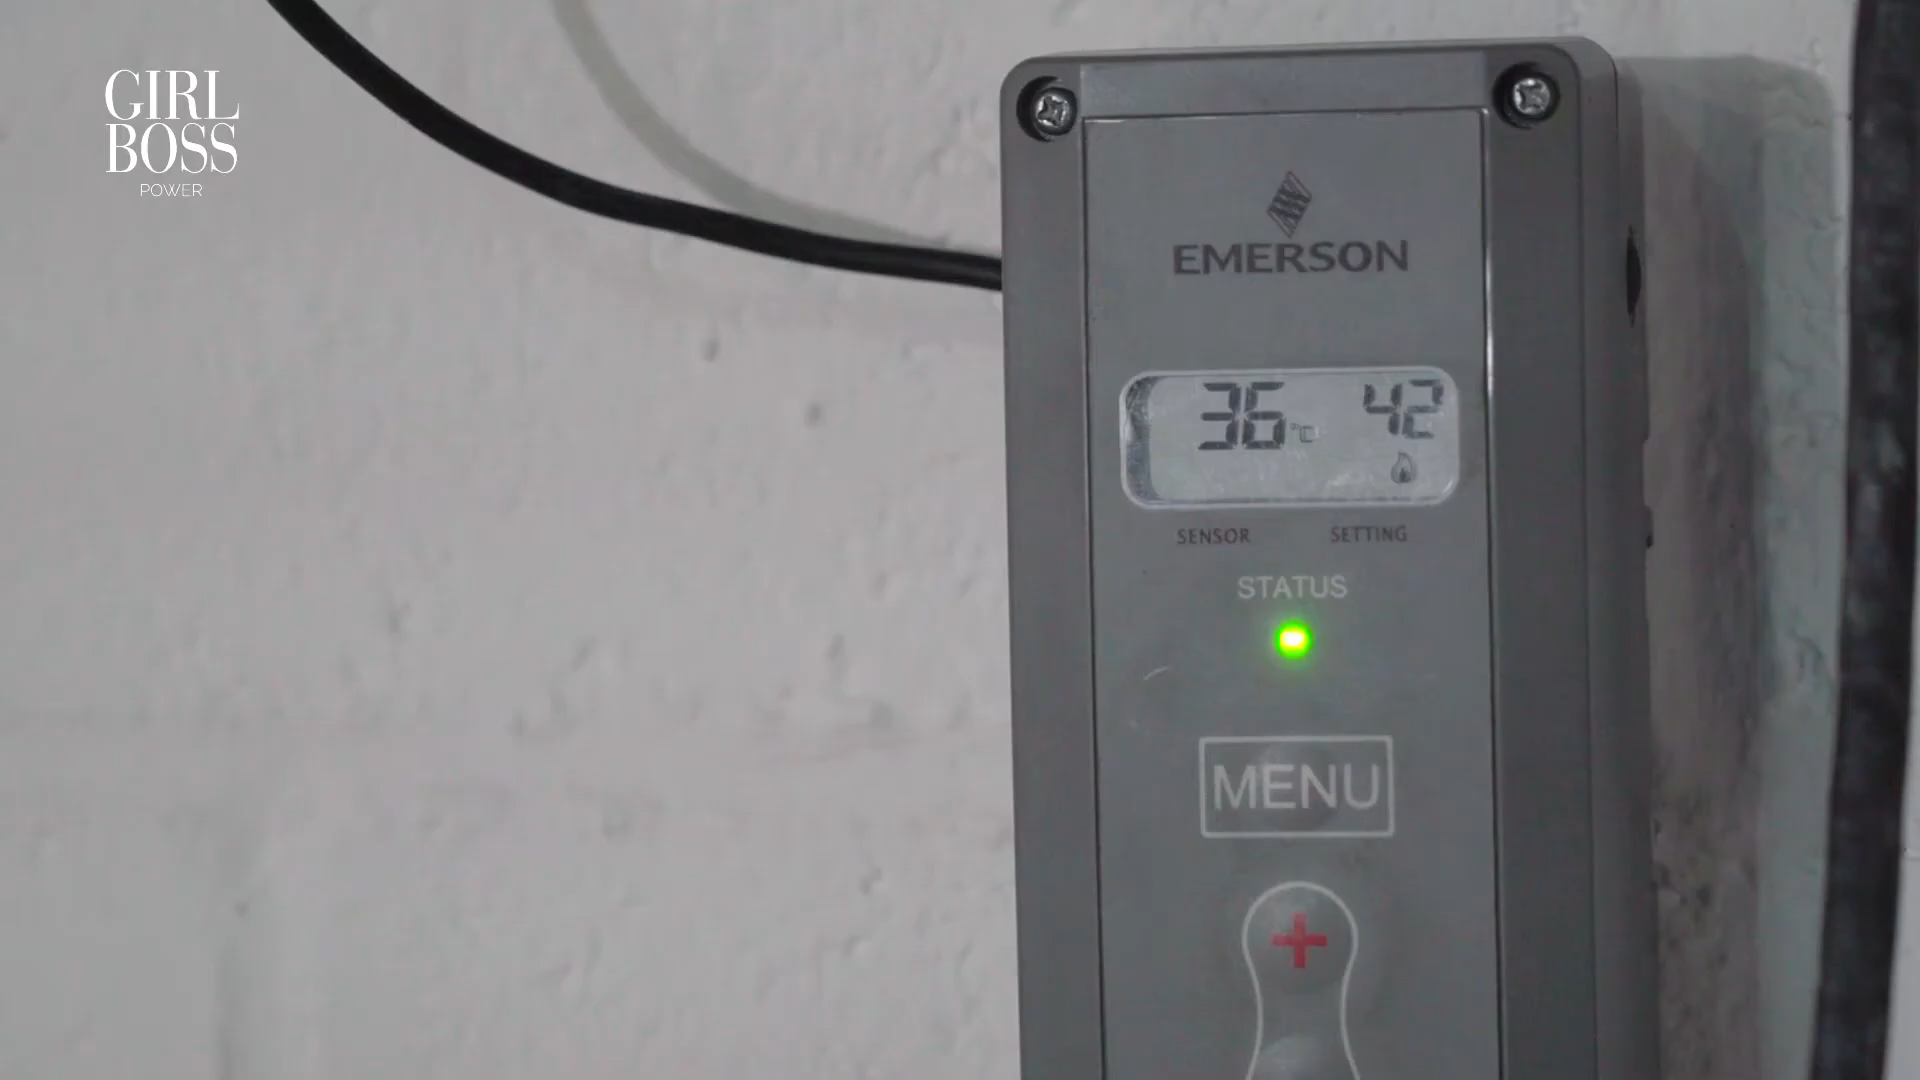 GIRL
BOSS
POWER
EMERSON
36°C 42
SENSOR SETTING
STATUS
MENU
+